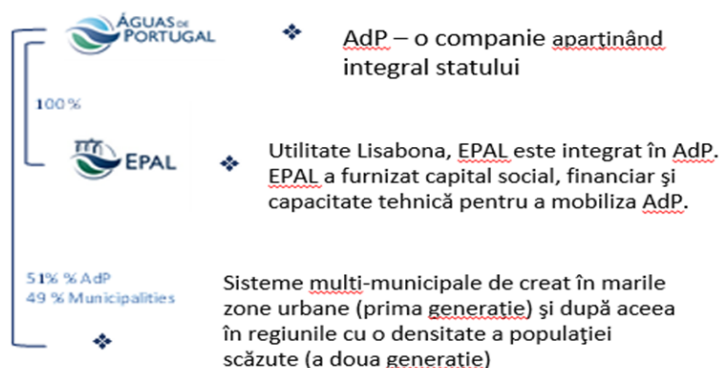 ÁGUAS DE
PORTUGAL
❖ AdP – o companie aparţinând
integral statului
100%
EPAL
❖ Utilitate Lisabona, EPAL este integrat în AdP.
EPAL a furnizat capital social, financiar şi
capacitate tehnică pentru a mobiliza AdP.
51% % AdP
49 % Municipalities
❖ Sisteme multi-municipale de creat în marile
zone urbane (prima generaţie) şi după aceea
în regiunile cu o densitate a populaţiei
scăzute (a doua generaţie)